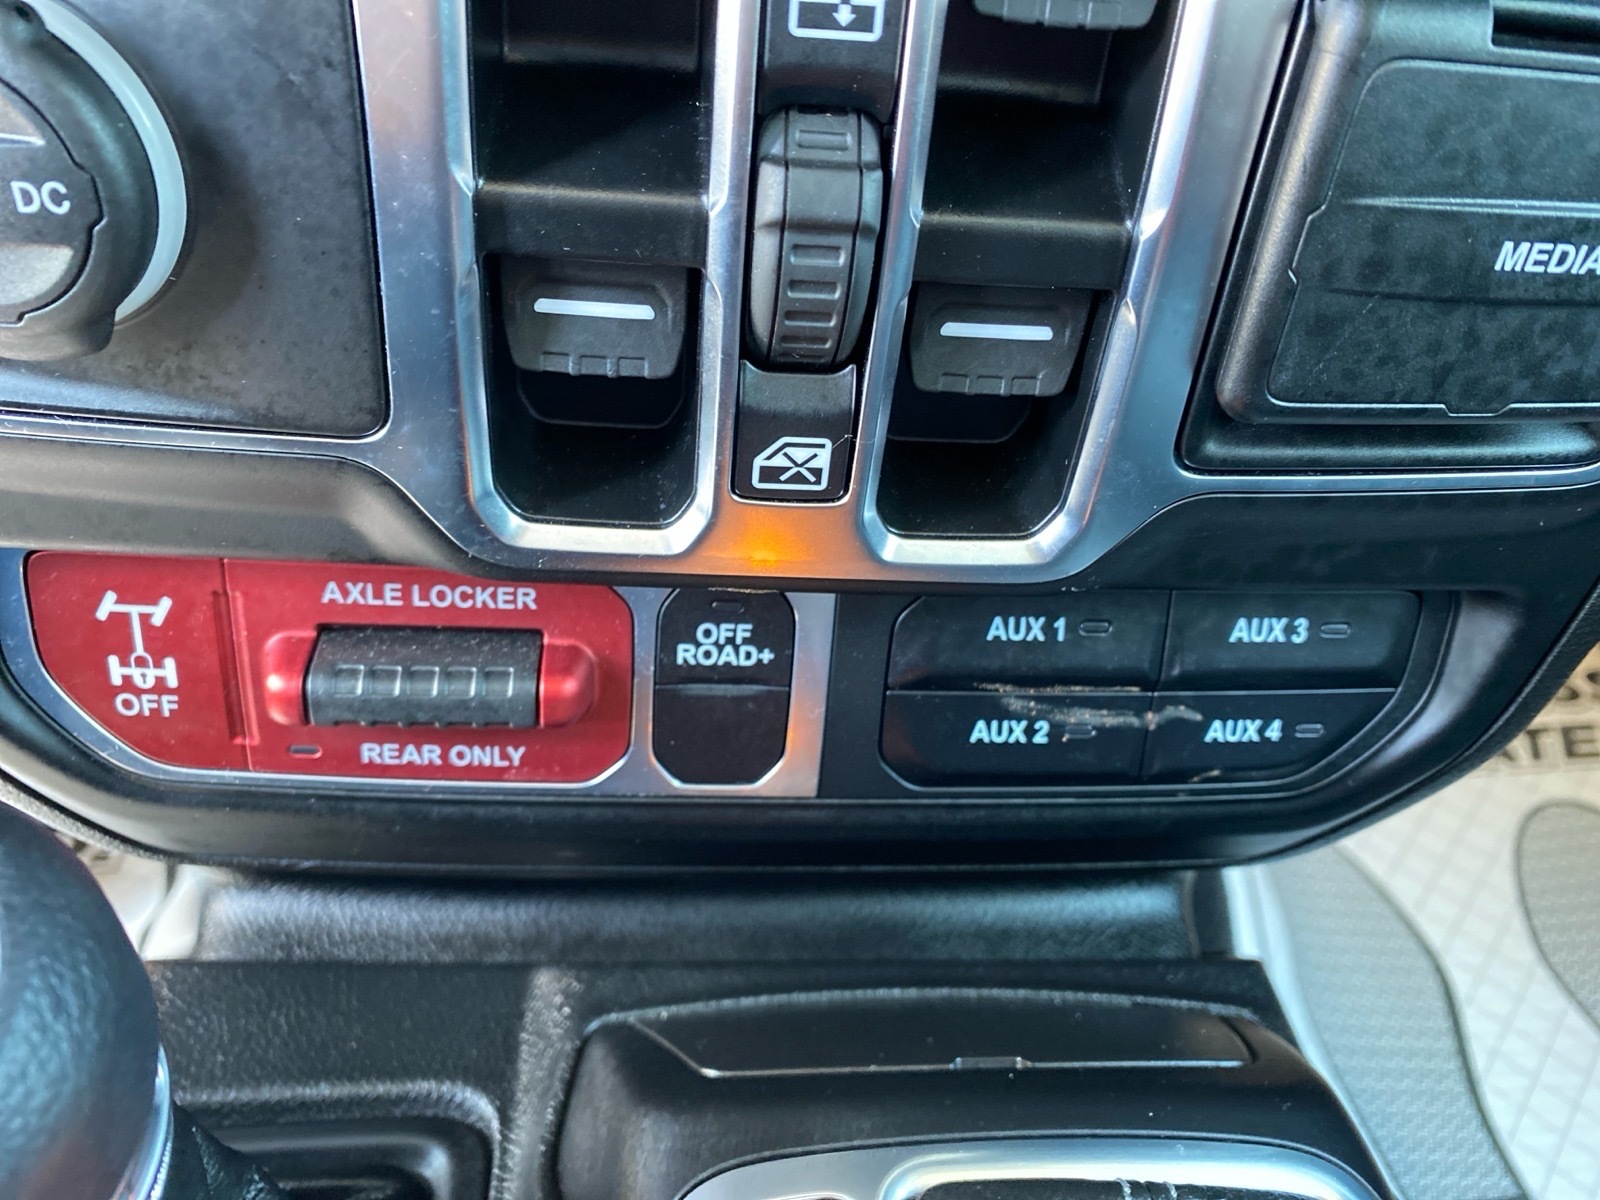 DC
MEDIA
AXLE LOCKER
OFF
REAR ONLY
OFF
ROAD+
AUX 1
AUX 3
AUX 2
AUX 4